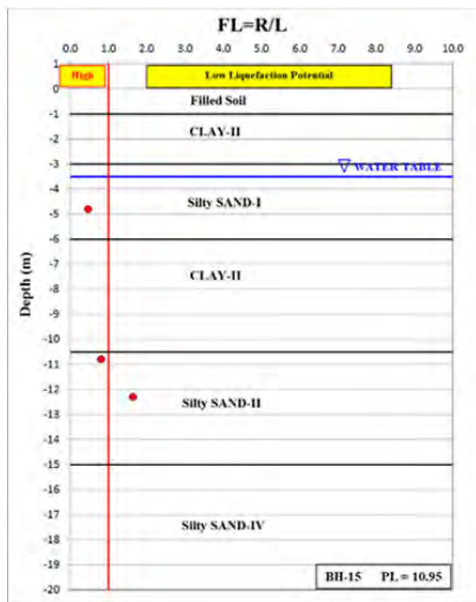 FL=R/L
0.0 1.0 2.0 3.0 4.0 5.0 6.0 7.0 8.0 9.0 10.0
1
High
Low Liquefaction Potential
0
Filled Soil
-1
CLAY-II
-2
-3
WATER TABLE
-4
Silty SAND-I
-5
-6
-7
CLAY-II
-8
Depth (m)
-9
-10
-11
-12
Silty SAND-II
-13
-14
-15
-16
-17
Silty SAND-IV
-18
-19
BH-15 PL = 10.95
-20